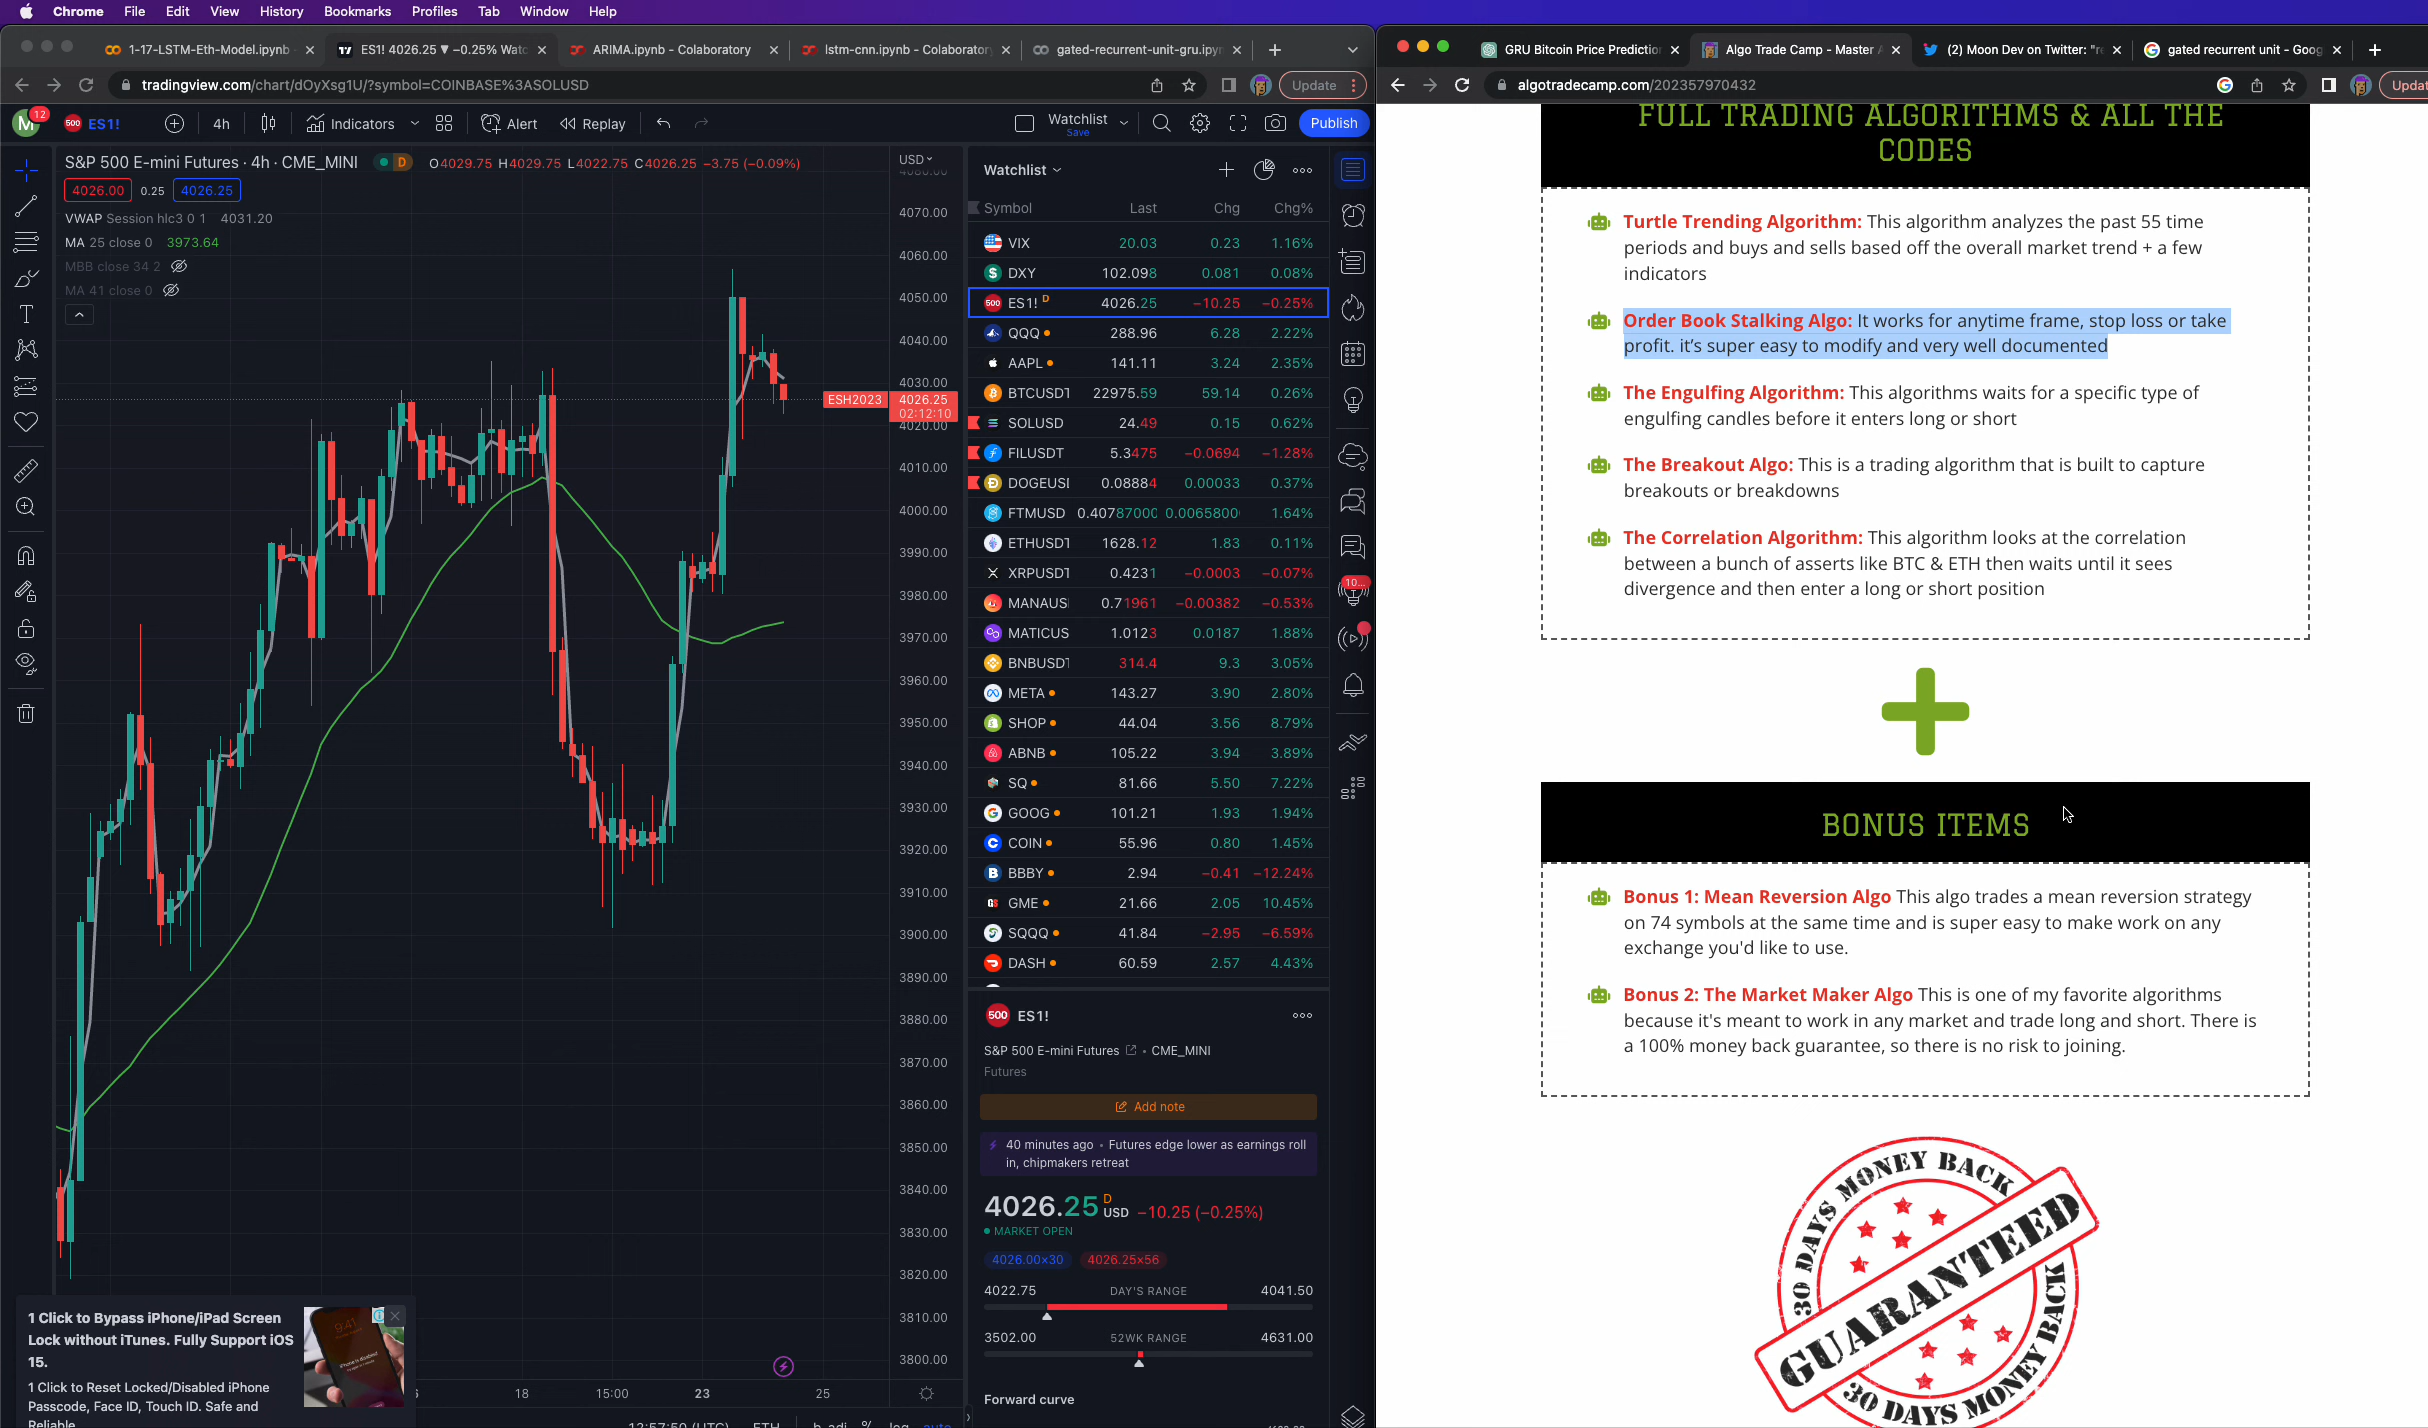 Chrome File Edit View History Bookmarks Profiles Tab Window Help
1-17-LSTM-Eth-Model.ipynb
ES1! 4026.25 ▼ −0.25% Watc
ARIMA.ipynb - Colaboratory
lstm-cnn.ipynb - Colaboratory
gated-recurrent-unit-gru.ipyn
tradingview.com/chart/dOyXsg1U/?symbol=COINBASE%3ASOLUSD
Update
M 12
500 ES1!
4h
Indicators
Alert
Replay
Watchlist
Save
Publish
S&P 500 E-mini Futures · 4h · CME_MINI
D
O4029.75 H4029.75 L4022.75 C4026.25 −3.75 (−0.09%)
4026.00 0.25 4026.25
VWAP Session hlc3 0 1 4031.20
MA 25 close 0 3973.64
MBB close 34 2
MA 41 close 0
USD
4080.00
4070.00
4060.00
4050.00
4040.00
4030.00
ESH2023 4026.25
02:12:10
4020.00
4010.00
4000.00
3990.00
3980.00
3970.00
3960.00
3950.00
3940.00
3930.00
3920.00
3910.00
3900.00
3890.00
3880.00
3870.00
3860.00
3850.00
3840.00
3830.00
3820.00
3810.00
3800.00
18 15:00 23 25
12:57:50 (UTC) ETH b-adj % log auto
1 Click to Bypass iPhone/iPad Screen
Lock without iTunes. Fully Support iOS
15.
1 Click to Reset Locked/Disabled iPhone
Passcode, Face ID, Touch ID. Safe and
Reliable
9:41
Watchlist
Symbol Last Chg Chg%
VIX 20.03 0.23 1.16%
DXY 102.098 0.081 0.08%
ES1! D 4026.25 −10.25 −0.25%
QQQ 288.96 6.28 2.22%
AAPL 141.11 3.24 2.35%
BTCUSDT 22975.59 59.14 0.26%
SOLUSD 24.49 0.15 0.62%
FILUSDT 5.3475 −0.0694 −1.28%
DOGEUSI 0.08884 0.00033 0.37%
FTMUSD 0.40787000 0.0065800 1.64%
ETHUSDT 1628.12 1.83 0.11%
XRPUSDT 0.4231 −0.0003 −0.07%
MANAUS 0.71961 −0.00382 −0.53%
MATICUS 1.0123 0.0187 1.88%
BNBUSDT 314.4 9.3 3.05%
META 143.27 3.90 2.80%
SHOP 44.04 3.56 8.79%
ABNB 105.22 3.94 3.89%
SQ 81.66 5.50 7.22%
GOOG 101.21 1.93 1.94%
COIN 55.96 0.80 1.45%
BBBY 2.94 −0.41 −12.24%
GME 21.66 2.05 10.45%
SQQQ 41.84 −2.95 −6.59%
DASH 60.59 2.57 4.43%
500 ES1!
S&P 500 E-mini Futures • CME_MINI
Futures
Add note
40 minutes ago • Futures edge lower as earnings roll
in, chipmakers retreat
4026.25 D USD −10.25 (−0.25%)
MARKET OPEN
4026.00×30 4026.25×56
4022.75 DAY'S RANGE 4041.50
3502.00 52WK RANGE 4631.00
Forward curve
10...
GRU Bitcoin Price Predictio
Algo Trade Camp - Master A
(2) Moon Dev on Twitter: "re
gated recurrent unit - Goog
algotradecamp.com/202357970432
Updat
FULL TRADING ALGORITHMS & ALL THE
CODES
Turtle Trending Algorithm: This algorithm analyzes the past 55 time
periods and buys and sells based off the overall market trend + a few
indicators
Order Book Stalking Algo: It works for anytime frame, stop loss or take
profit. it’s super easy to modify and very well documented
The Engulfing Algorithm: This algorithms waits for a specific type of
engulfing candles before it enters long or short
The Breakout Algo: This is a trading algorithm that is built to capture
breakouts or breakdowns
The Correlation Algorithm: This algorithm looks at the correlation
between a bunch of asserts like BTC & ETH then waits until it sees
divergence and then enter a long or short position
BONUS ITEMS
Bonus 1: Mean Reversion Algo This algo trades a mean reversion strategy
on 74 symbols at the same time and is super easy to make work on any
exchange you'd like to use.
Bonus 2: The Market Maker Algo This is one of my favorite algorithms
because it's meant to work in any market and trade long and short. There is
a 100% money back guarantee, so there is no risk to joining.
30 DAYS MONEY BACK
GUARANTEED
30 DAYS MONEY BACK